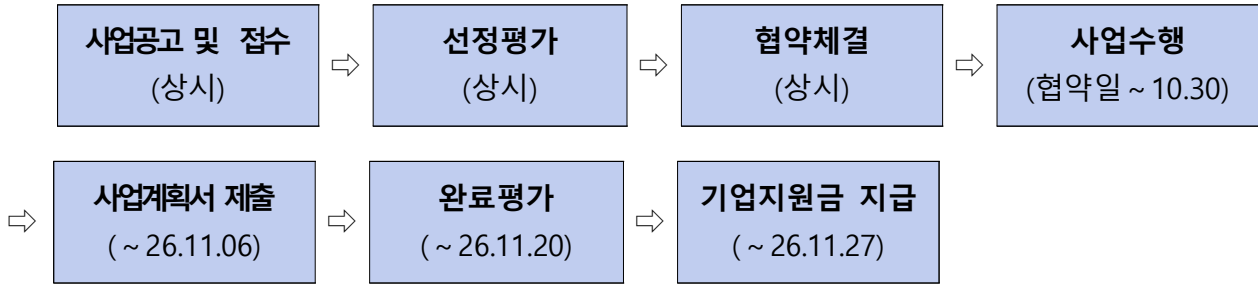 사업공고 및 접수
(상시)
⇨
선정평가
(상시)
⇨
협약체결
(상시)
⇨
사업수행
(협약일 ~ 10.30)
⇨
사업계획서 제출
( ~ 26.11.06)
⇨
완료평가
( ~ 26.11.20)
⇨
기업지원금 지급
( ~ 26.11.27)